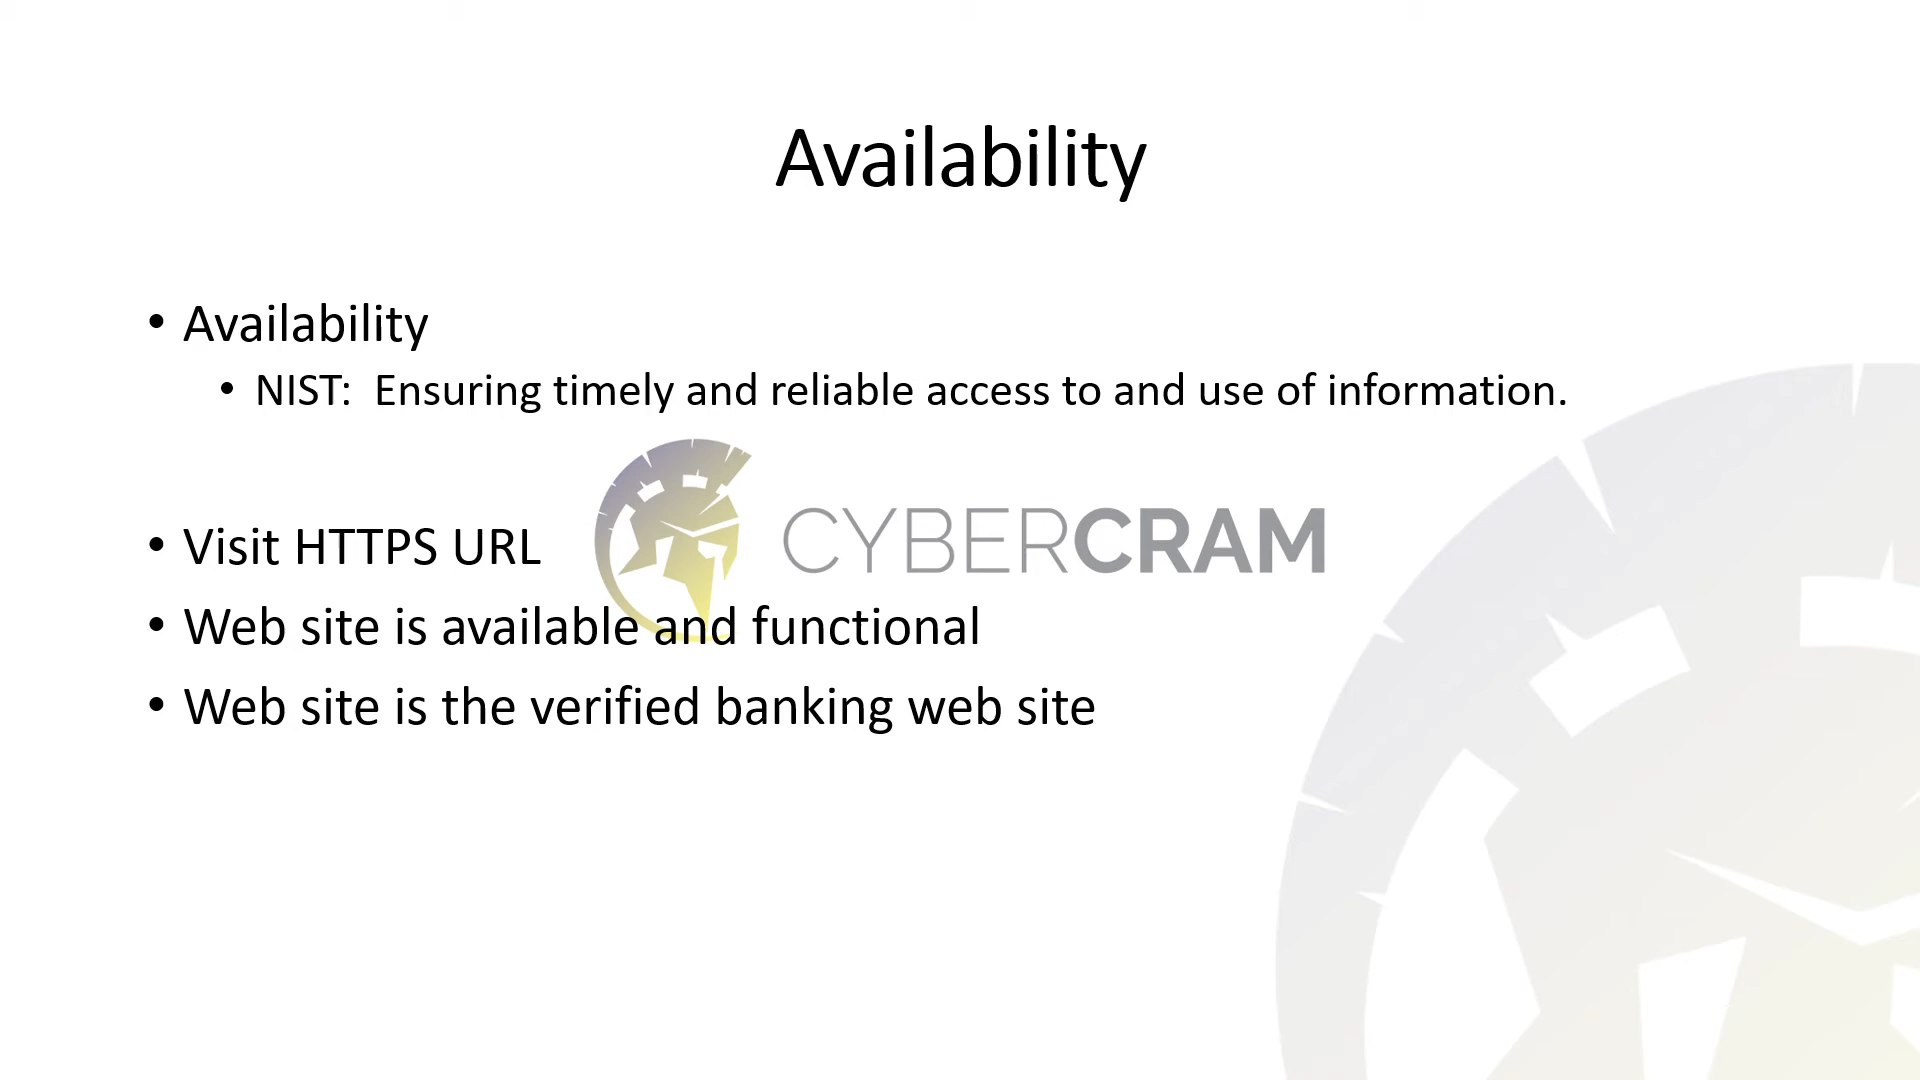 Availability
• Availability
• NIST:  Ensuring timely and reliable access to and use of information.
• Visit HTTPS URL
CYBERCRAM
• Web site is available and functional
• Web site is the verified banking web site